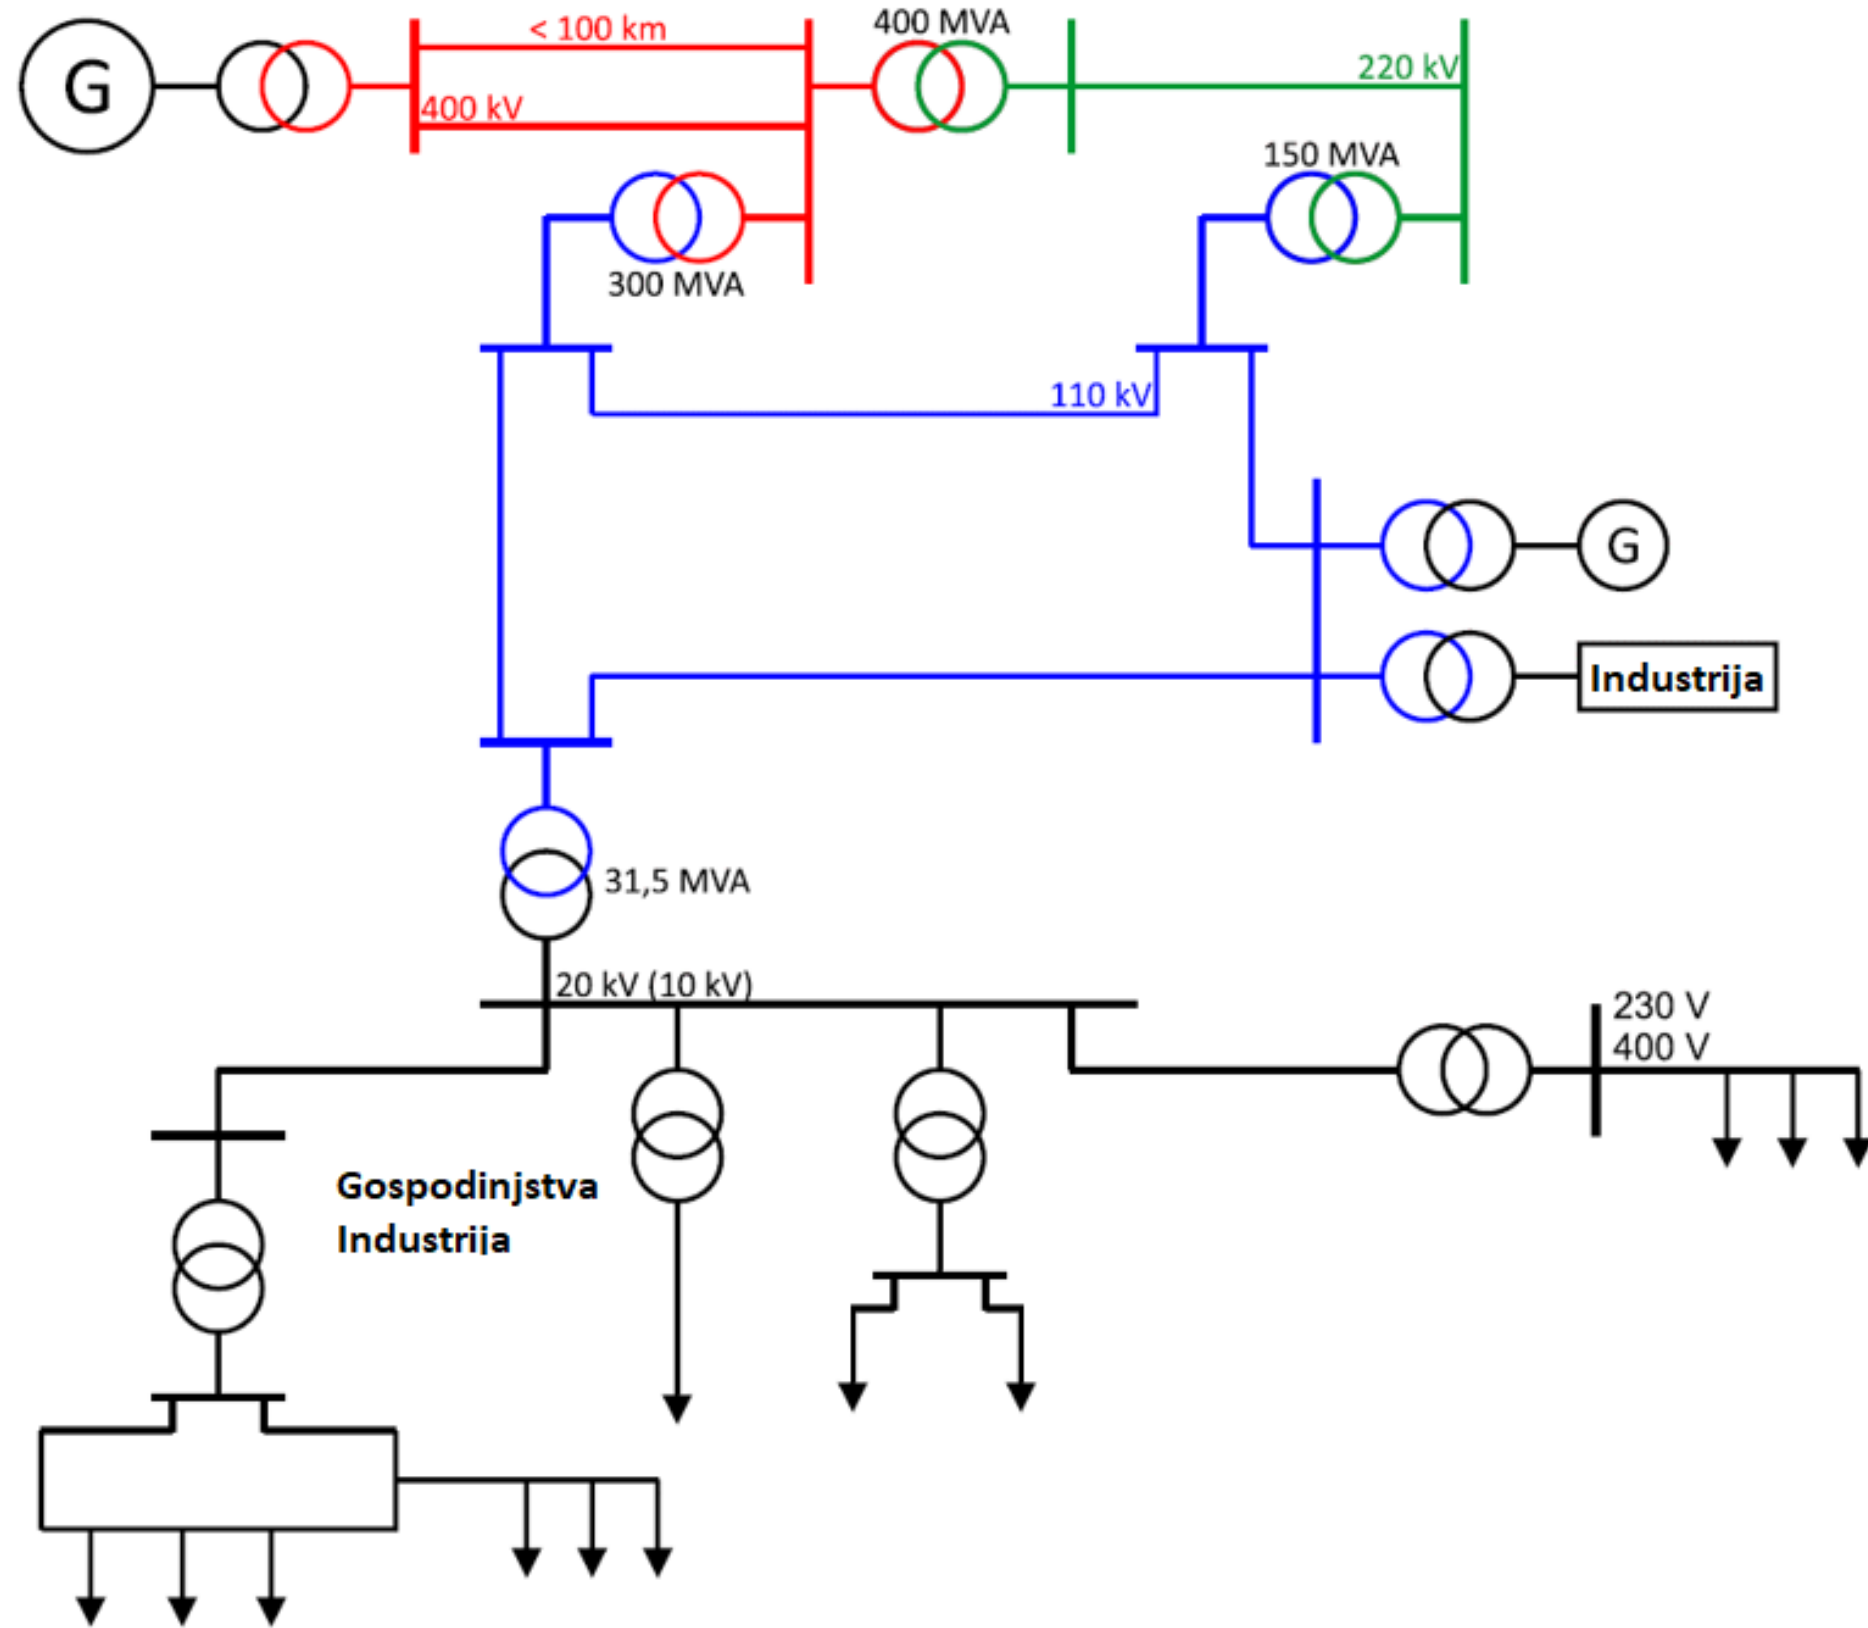 < 100 km
400 MVA
G
220 kV
400 kV
150 MVA
300 MVA
110 kV
G
Industrija
31,5 MVA
20 kV (10 kV)
230 V
400 V
Gospodinjstva
Industrija